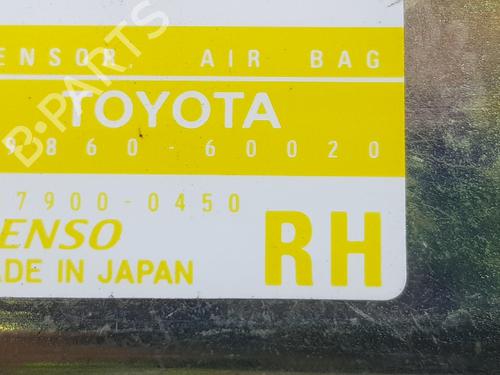 ENSOR AIR BAG
TOYOTA
9860-60020
7900-0450
ENSO
ADE IN JAPAN
RH
B-PARTS